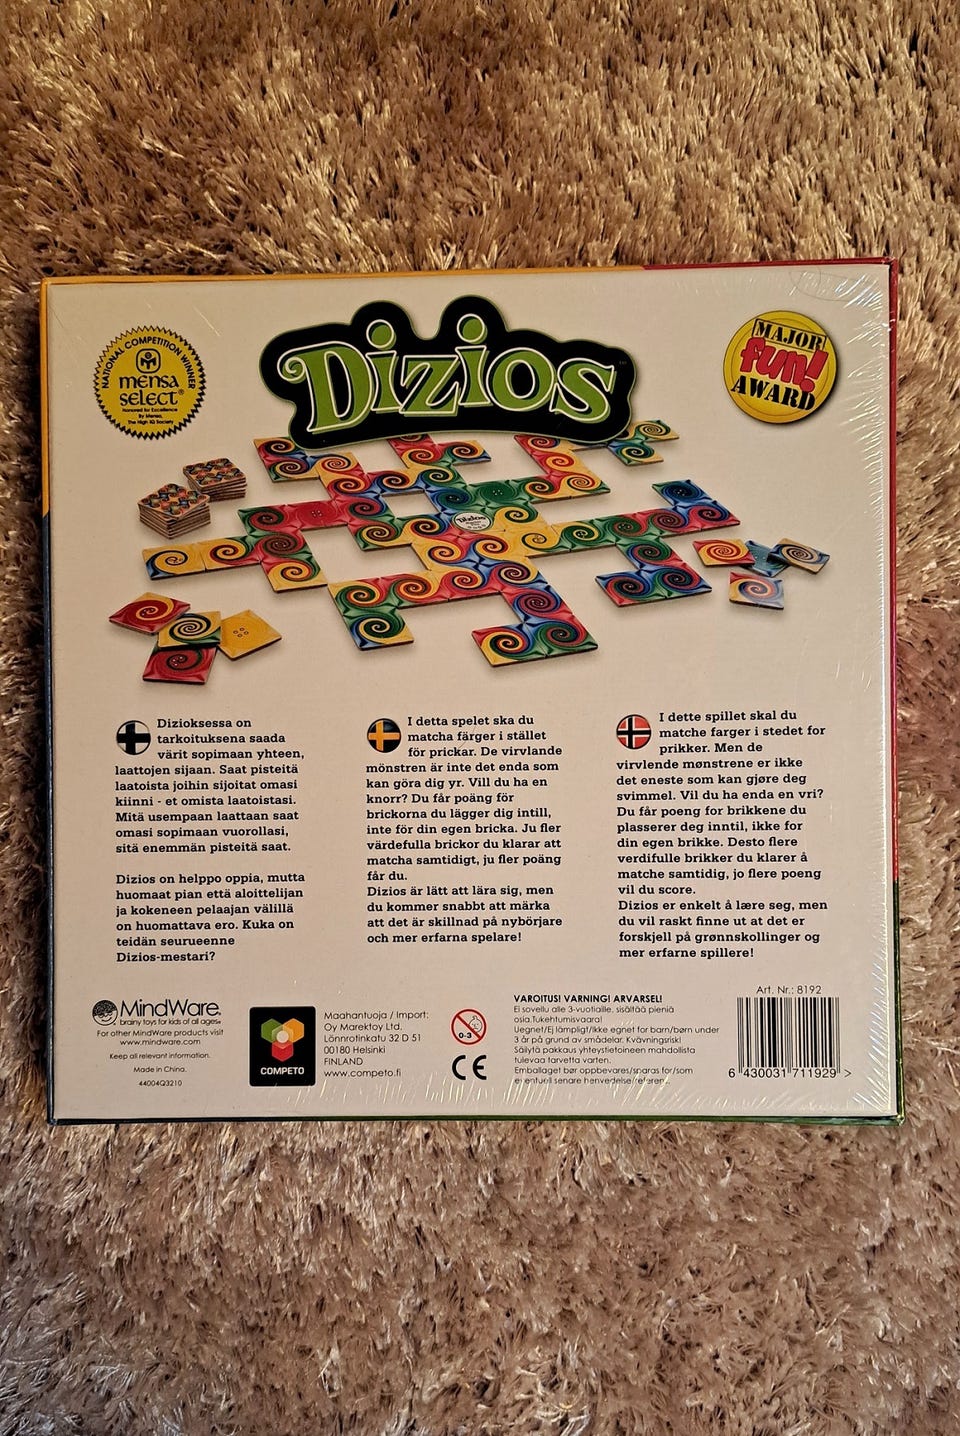 NATIONAL COMPETITION WINNER
mensa
SELECT®
Honored for Excellence
By Mensa,
The High IQ Society
Dizios™
MAJOR
fun!
AWARD
Dizios
Dizioksessa on
tarkoituksena saada
värit sopimaan yhteen,
laattojen sijaan. Saat pisteitä
laatoista joihin sijoitat omasi
kiinni - et omista laatoistasi.
Mitä usempaan laattaan saat
omasi sopimaan vuorollasi,
sitä enemmän pisteitä saat.
Dizios on helppo oppia, mutta
huomaat pian että aloittelijan
ja kokeneen pelaajan välillä
on huomattava ero. Kuka on
teidän seurueenne
Dizios-mestari?
I detta spelet ska du
matcha färger i stället
för prickar. De virvlande
mönstren är inte det enda som
kan göra dig yr. Vill du ha en
knorr? Du får poäng för
brickorna du lägger dig intill,
inte för din egen bricka. Ju fler
värdefulla brickor du klarar att
matcha samtidigt, ju fler poäng
får du.
Dizios är lätt att lära sig, men
du kommer snabbt att märka
att det är skillnad på nybörjare
och mer erfarna spelare!
I dette spillet skal du
matche farger i stedet for
prikker. Men de
virvlende mønstrene er ikke
det eneste som kan gjøre deg
svimmel. Vil du ha enda en vri?
Du får poeng for brikkene du
plasserer deg inntil, ikke for
din egen brikke. Desto flere
verdifulle brikker du klarer å
matche samtidig, jo flere poeng
vil du score.
Dizios er enkelt å lære seg, men
du vil raskt finne ut at det er
forskjell på grønnskollinger og
mer erfarne spillere!
MindWare®
brainy toys for kids of all ages®
For other MindWare products visit
www.mindware.com
Keep all relevant information.
Made in China.
44004Q3210
COMPETO
Maahantuoja / Import:
Oy Marektoy Ltd.
Lönnrotinkatu 32 D 51
00180 Helsinki
FINLAND
www.competo.fi
0-3
CE
VAROITUS! VARNING! ARVARSEL!
Ei sovellu alle 3-vuotiaille, sisältää pieniä
osia.Tukehtumisvaara!
Uegnet/Ej lämpligt/Ikke egnet for barn/børn under
3 år på grund av smådelar. Kvävningsrisk!
Säilytä pakkaus yhteystietoineen mahdollista
tulevaa tarvetta varten.
Emballaget bør oppbevares/sparas for/som
er entuell senare henvedelse/referens.
Art. Nr.: 8192
6 430031 711929 >